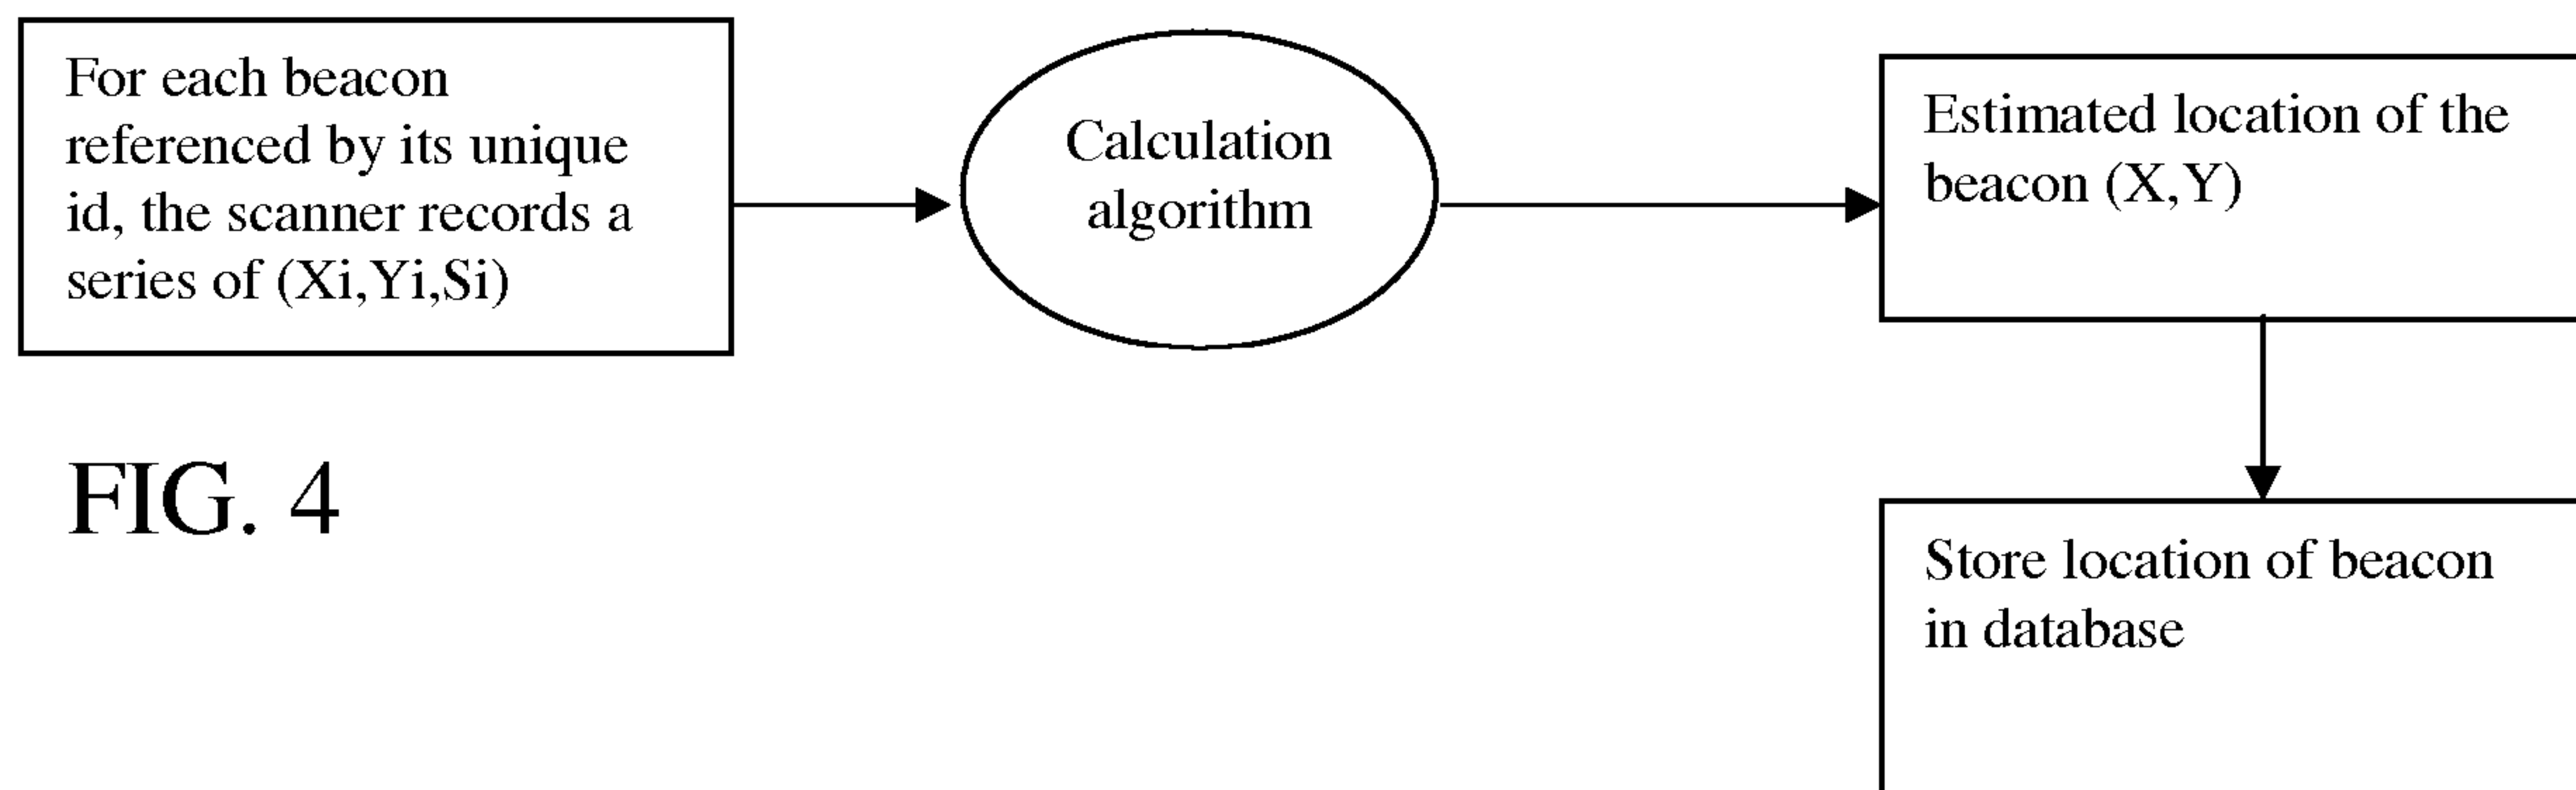 For each beacon
referenced by its unique
id, the scanner records a
series of (Xi,Yi,Si)
Calculation
algorithm
Estimated location of the
beacon (X,Y)
Store location of beacon
in database
FIG. 4